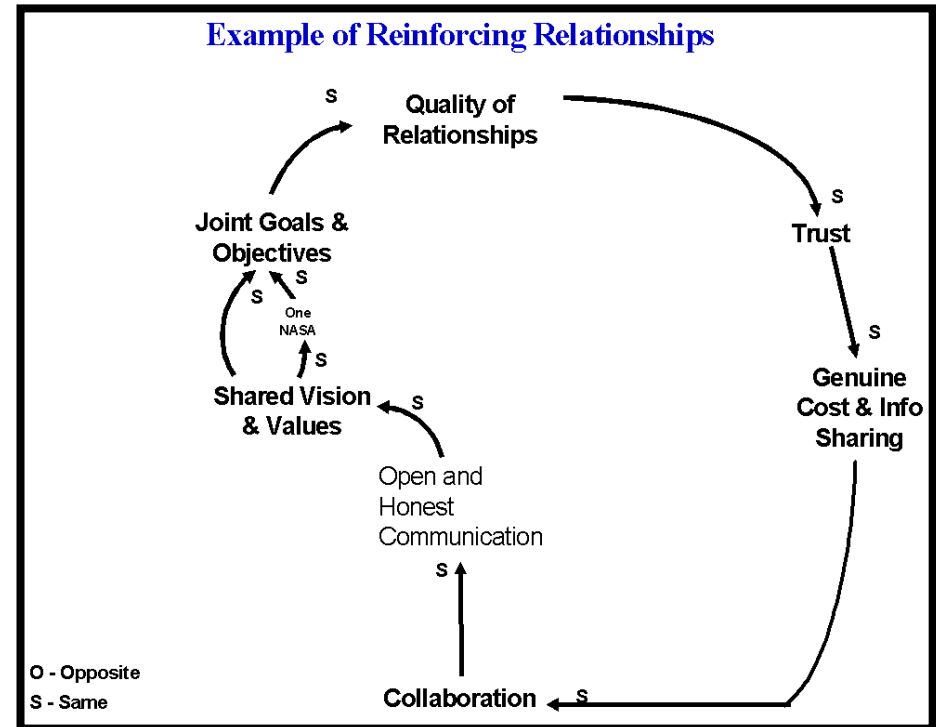 Example of Reinforcing Relationships
S
Quality of
Relationships
S
Trust
S
Genuine
Cost & Info
Sharing
S
Collaboration
S
Open and
Honest
Communication
S
Shared Vision
& Values
S
One
NASA
S
S
Joint Goals &
Objectives
O - Opposite
S - Same